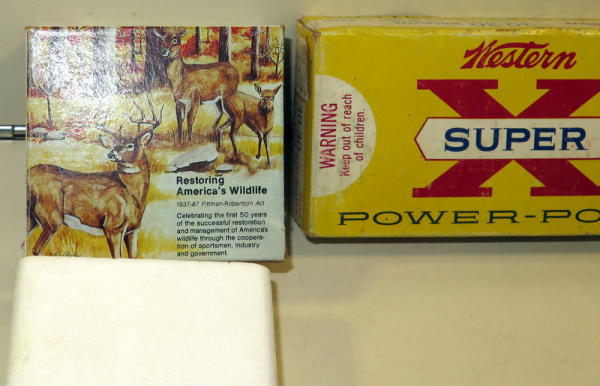 Restoring
America's Wildlife
1937-87 Pittman-Robertson Act
Celebrating the first 50 years
of the successful restoration
and management of America's
wildlife through the coopera-
tion of sportsmen, industry
and government.
WARNING
Keep out of reach
of children.
Western
X
SUPER
POWER-PO